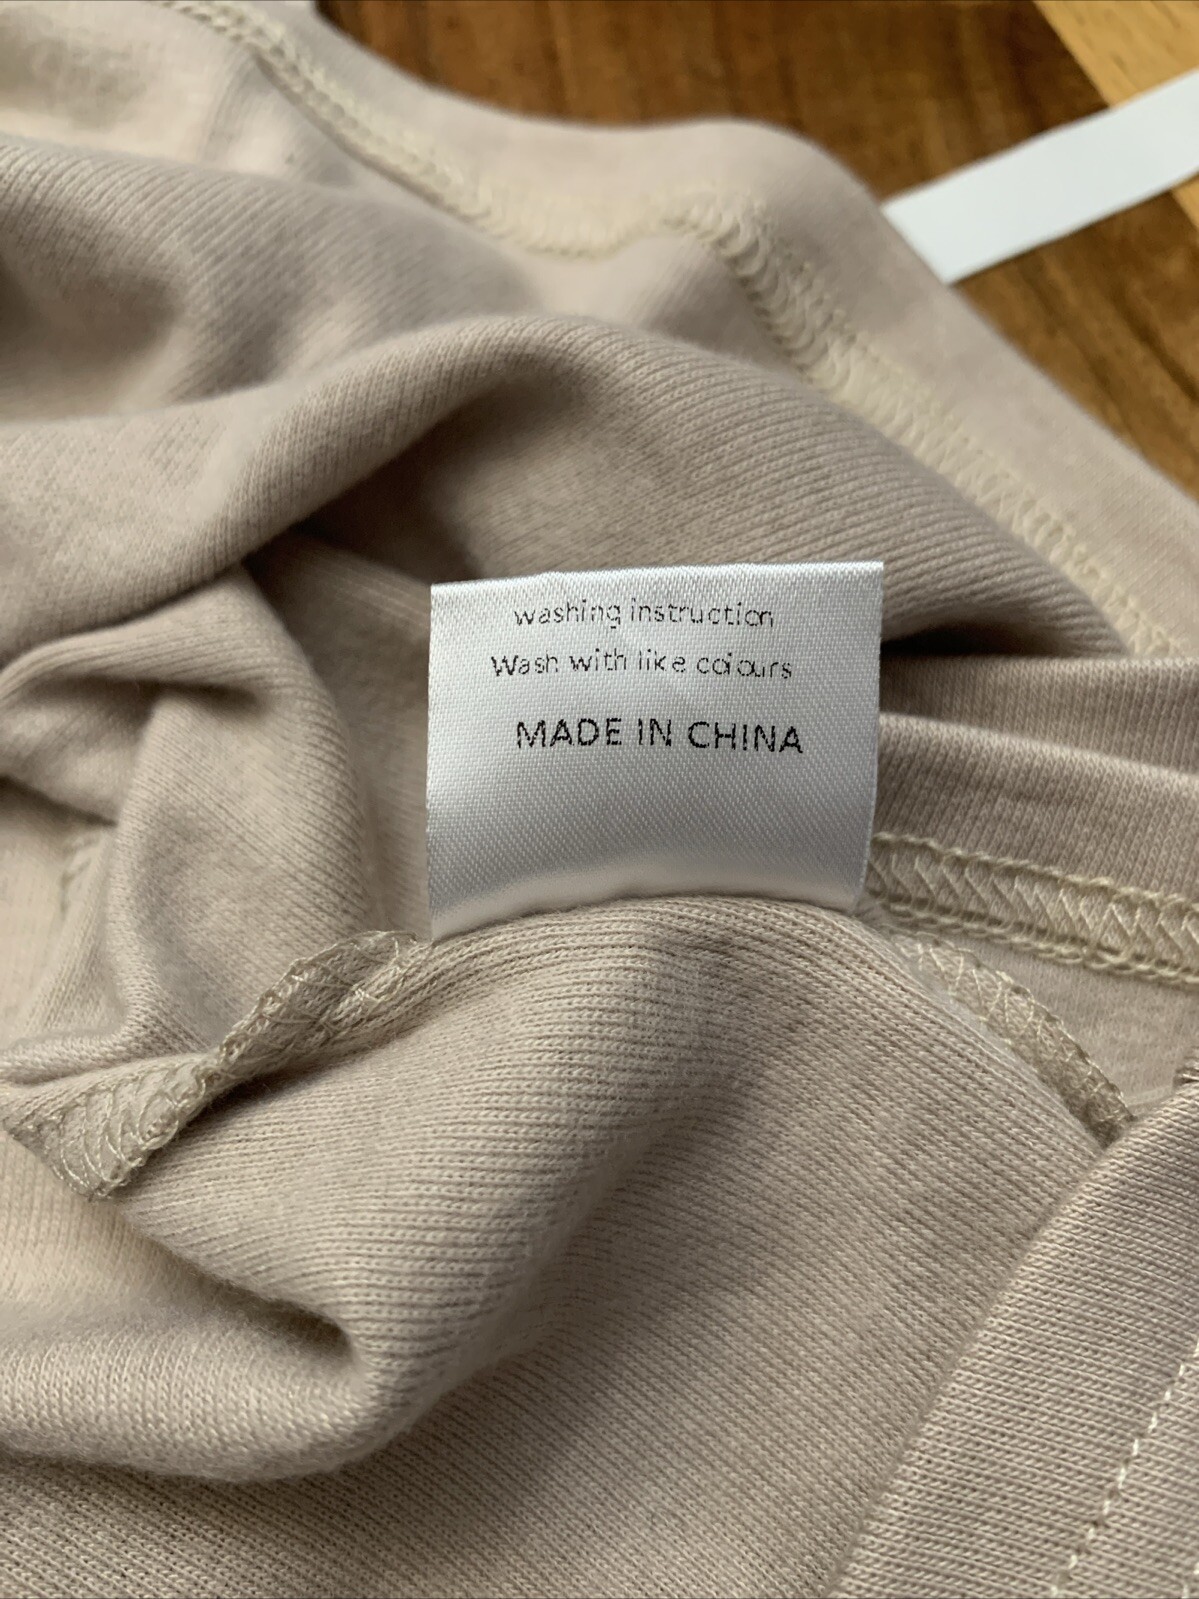 washing instruction
Wash with like colours
MADE IN CHINA